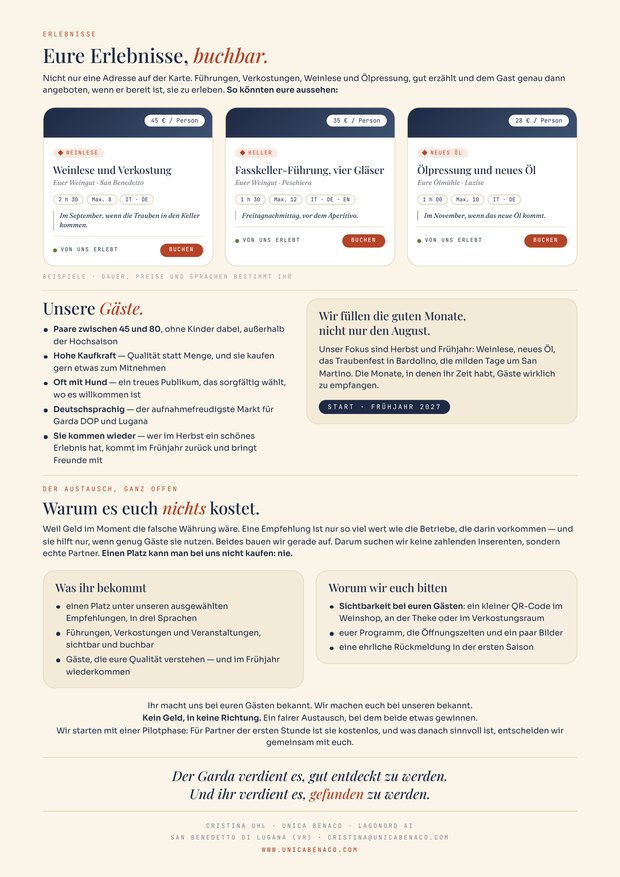 ERLEBNISSE
Eure Erlebnisse, buchbar.
Nicht nur eine Adresse auf der Karte. Führungen, Verkostungen, Weinlese und Ölpressung, gut erzählt und dem Gast genau dann
angeboten, wenn er bereit ist, sie zu erleben. So könnten eure aussehen:
45 € / Person
WEINLESE
Weinlese und Verkostung
Euer Weingut · San Benedetto
2 h 30 Max. 8 IT · DE
Im September, wenn die Trauben in den Keller
kommen.
VON UNS ERLEBT BUCHEN
35 € / Person
KELLER
Fasskeller-Führung, vier Gläser
Euer Weingut · Peschiera
1 h 30 Max. 12 IT · DE · EN
Freitagnachmittag, vor dem Aperitivo.
VON UNS ERLEBT BUCHEN
28 € / Person
NEUES ÖL
Ölpressung und neues Öl
Eure Ölmühle · Lazise
1 h 00 Max. 10 IT · DE
Im November, wenn das neue Öl kommt.
VON UNS ERLEBT BUCHEN
BEISPIELE · DAUER, PREISE UND SPRACHEN BESTIMMT IHR
Unsere Gäste.
Paare zwischen 45 und 80, ohne Kinder dabei, außerhalb
der Hochsaison
Hohe Kaufkraft — Qualität statt Menge, und sie kaufen
gern etwas zum Mitnehmen
Oft mit Hund — ein treues Publikum, das sorgfältig wählt,
wo es willkommen ist
Deutschsprachig — der aufnahmefreudigste Markt für
Garda DOP und Lugana
Sie kommen wieder — wer im Herbst ein schönes
Erlebnis hat, kommt im Frühjahr zurück und bringt
Freunde mit
Wir füllen die guten Monate,
nicht nur den August.
Unser Fokus sind Herbst und Frühjahr: Weinlese, neues Öl,
das Traubenfest in Bardolino, die milden Tage um San
Martino. Die Monate, in denen ihr Zeit habt, Gäste wirklich
zu empfangen.
START · FRÜHJAHR 2027
DER AUSTAUSCH, GANZ OFFEN
Warum es euch nichts kostet.
Weil Geld im Moment die falsche Währung wäre. Eine Empfehlung ist nur so viel wert wie die Betriebe, die darin vorkommen — und
sie hilft nur, wenn genug Gäste sie nutzen. Beides bauen wir gerade auf. Darum suchen wir keine zahlenden Inserenten, sondern
echte Partner. Einen Platz kann man bei uns nicht kaufen: nie.
Was ihr bekommt
einen Platz unter unseren ausgewählten
Empfehlungen, in drei Sprachen
Führungen, Verkostungen und Veranstaltungen,
sichtbar und buchbar
Gäste, die eure Qualität verstehen — und im Frühjahr
wiederkommen
Worum wir euch bitten
Sichtbarkeit bei euren Gästen: ein kleiner QR-Code im
Weinshop, an der Theke oder im Verkostungsraum
euer Programm, die Öffnungszeiten und ein paar Bilder
eine ehrliche Rückmeldung in der ersten Saison
Ihr macht uns bei euren Gästen bekannt. Wir machen euch bei unseren bekannt.
Kein Geld, in keine Richtung. Ein fairer Austausch, bei dem beide etwas gewinnen.
Wir starten mit einer Pilotphase: Für Partner der ersten Stunde ist sie kostenlos, und was danach sinnvoll ist, entscheiden wir
gemeinsam mit euch.
Der Garda verdient es, gut entdeckt zu werden.
Und ihr verdient es, gefunden zu werden.
CRISTINA UHL · UNICA BENACO · LAGONORD AI
SAN BENEDETTO DI LUGANA (VR) · CRISTINA@UNICABENACO.COM
WWW.UNICABENACO.COM